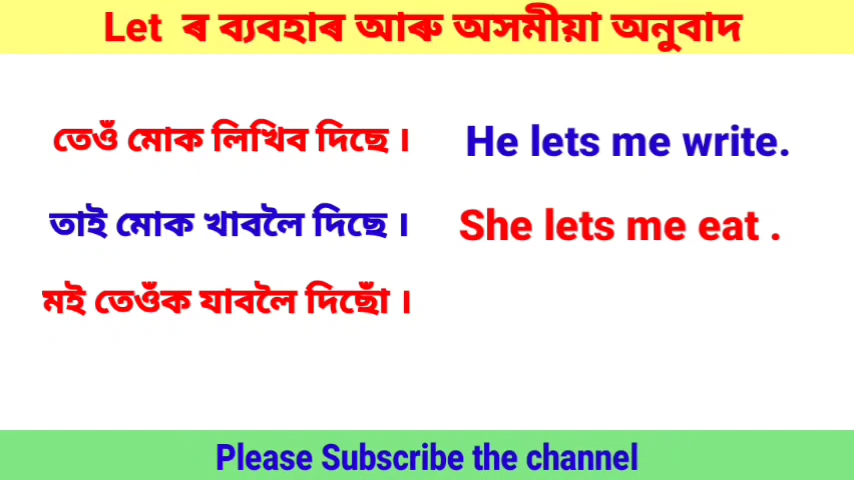 Let ৰ ব্যবহাৰ আৰু অসমীয়া অনুবাদ
তেওঁ মোক লিখিব দিছে । He lets me write.
তাই মোক খাবলৈ দিছে । She lets me eat .
মই তেওঁক যাবলৈ দিছোঁ ।
Please Subscribe the channel